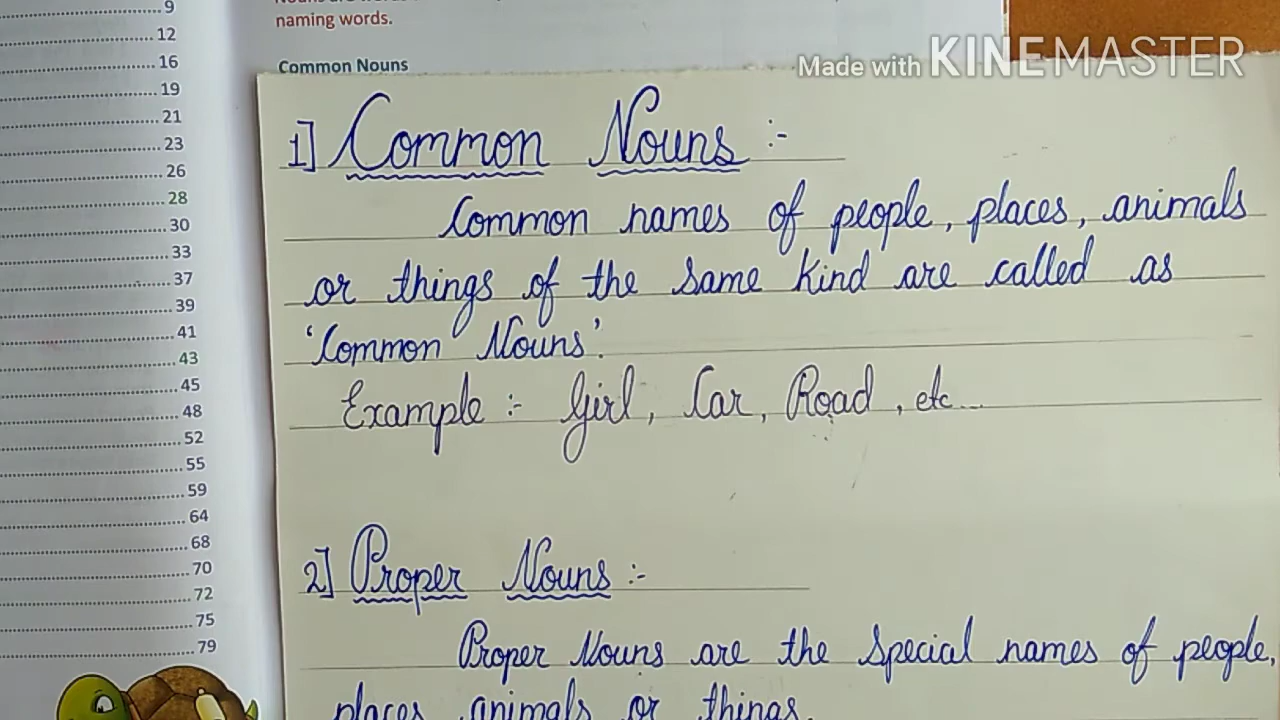 9
12
16
19
21
23
26
28
30
33
37
39
41
43
45
48
52
55
59
64
68
70
72
75
79
naming words.
Common Nouns
Made with KINEMASTER
1] Common Nouns :-
Common names of people, places, animals
or things of the same kind are called as
'Common Nouns'.
Example :- Girl, Car, Road, etc...
2] Proper Nouns :-
Proper Nouns are the special names of people,
places, animals or things.